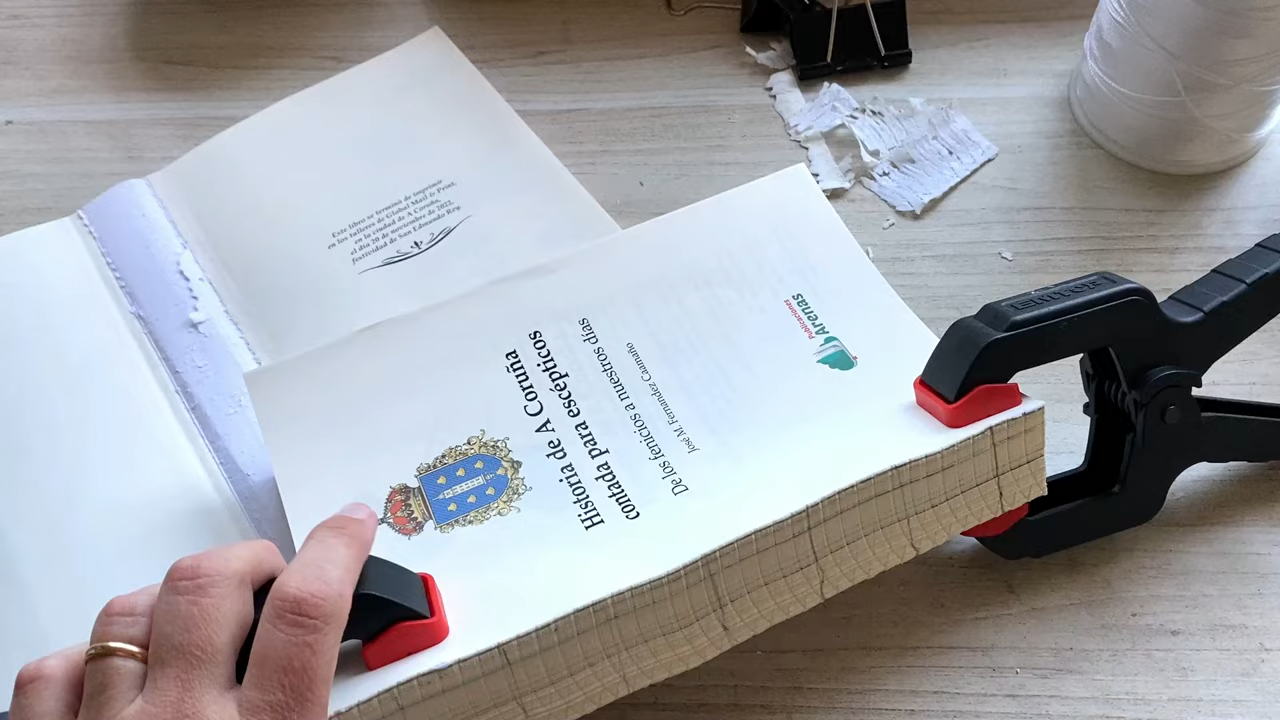 Este libro se terminó de imprimir
en los talleres de Global Mail & Print,
en la ciudad de A Coruña,
el día 20 de noviembre de 2022,
festividad de San Edmundo Rey.
Historia de A Coruña
contada para escépticos
De los fenicios a nuestros días
José M. Fernández Caamaño
Publicaciones
Arenas